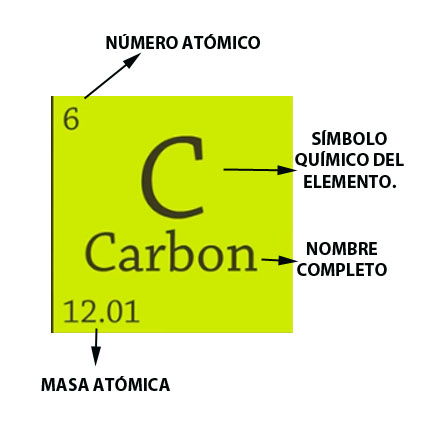 NÚMERO ATÓMICO
6
C
SÍMBOLO
QUÍMICO DEL
ELEMENTO.
Carbon
NOMBRE
COMPLETO
12.01
MASA ATÓMICA